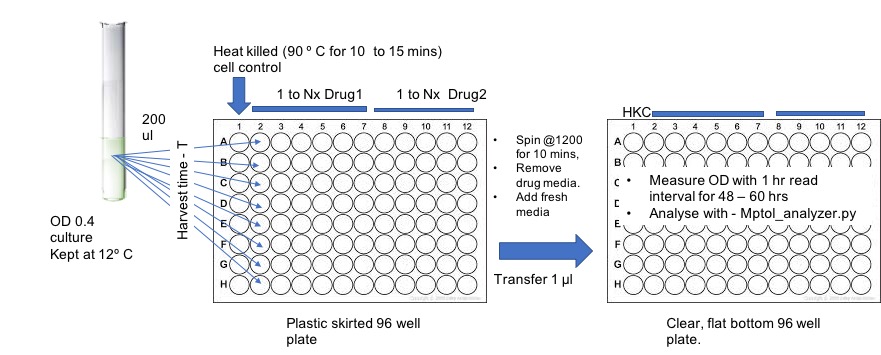 Heat killed (90 º C for 10 to 15 mins)
cell control
1 to Nx Drug1
1 to Nx Drug2
200
ul
Harvest time - T
OD 0.4
culture
Kept at 12º C
1 2 3 4 5 6 7 8 9 10 11 12
A
B
C
D
E
F
G
H
Plastic skirted 96 well
plate
• Spin @1200
for 10 mins,
• Remove
drug media.
• Add fresh
media
Transfer 1 µl
HKC
1 2 3 4 5 6 7 8 9 10 11 12
A
B
C
D
E
F
G
H
• Measure OD with 1 hr read
interval for 48 – 60 hrs
• Analyse with - Mptol_analyzer.py
Clear, flat bottom 96 well
plate.